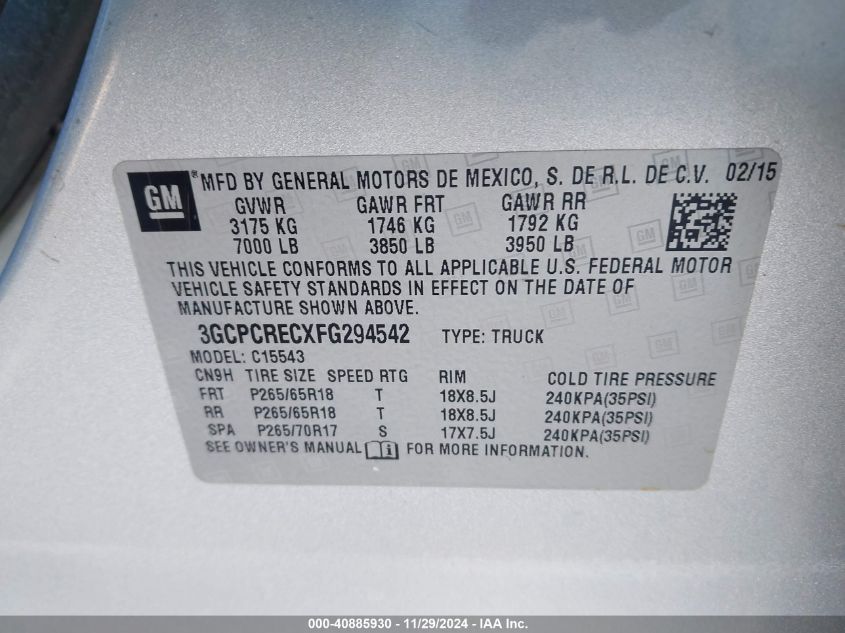 GM ® MFD BY GENERAL MOTORS DE MEXICO, S. DE R.L. DE C.V. 02/15
GVWR GAWR FRT GAWR RR
3175 KG 1746 KG 1792 KG
7000 LB 3850 LB 3950 LB
THIS VEHICLE CONFORMS TO ALL APPLICABLE U.S. FEDERAL MOTOR
VEHICLE SAFETY STANDARDS IN EFFECT ON THE DATE OF
MANUFACTURE SHOWN ABOVE.
3GCPCRECXFG294542 TYPE: TRUCK
MODEL: C15543
CN9H TIRE SIZE SPEED RTG RIM COLD TIRE PRESSURE
FRT P265/65R18 T 18X8.5J 240KPA(35PSI)
RR P265/65R18 T 18X8.5J 240KPA(35PSI)
SPA P265/70R17 S 17X7.5J 240KPA(35PSI)
SEE OWNER'S MANUAL i FOR MORE INFORMATION.
000-40885930 - 11/29/2024 - IAA Inc.